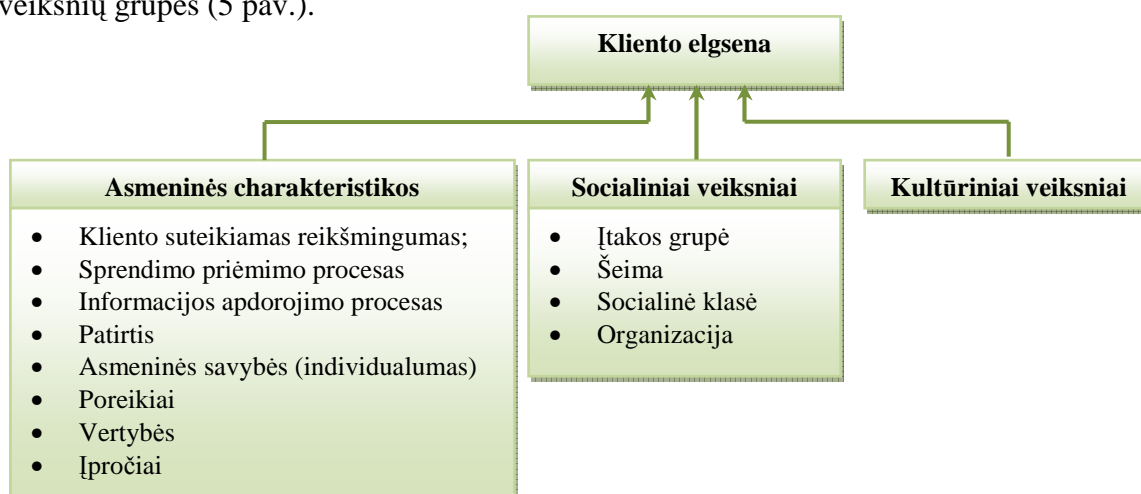 veiksnių grupės (5 pav.).
Kliento elgsena
Asmeninės charakteristikos
• Kliento suteikiamas reikšmingumas;
• Sprendimo priėmimo procesas
• Informacijos apdorojimo procesas
• Patirtis
• Asmeninės savybės (individualumas)
• Poreikiai
• Vertybės
• Įpročiai
Socialiniai veiksniai
• Įtakos grupė
• Šeima
• Socialinė klasė
• Organizacija
Kultūriniai veiksniai